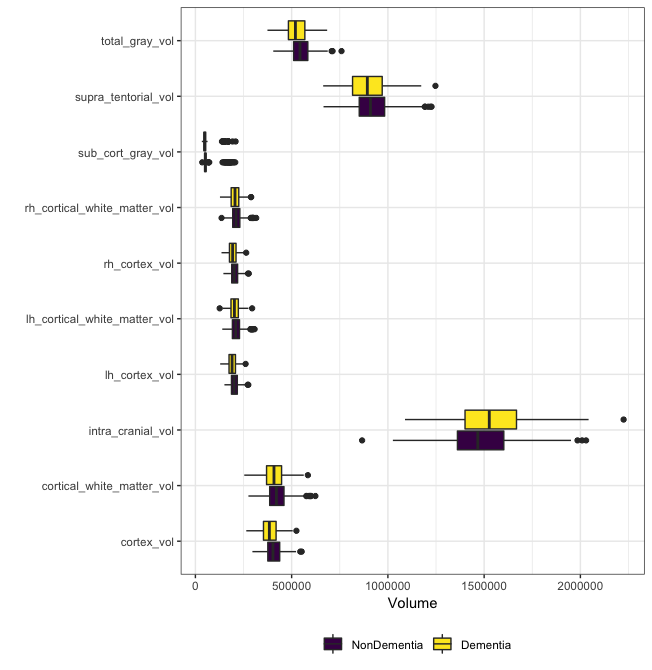 total_gray_vol
supra_tentorial_vol
sub_cort_gray_vol
rh_cortical_white_matter_vol
rh_cortex_vol
lh_cortical_white_matter_vol
lh_cortex_vol
intra_cranial_vol
cortical_white_matter_vol
cortex_vol
0 500000 1000000 1500000 2000000
Volume
NonDementia Dementia